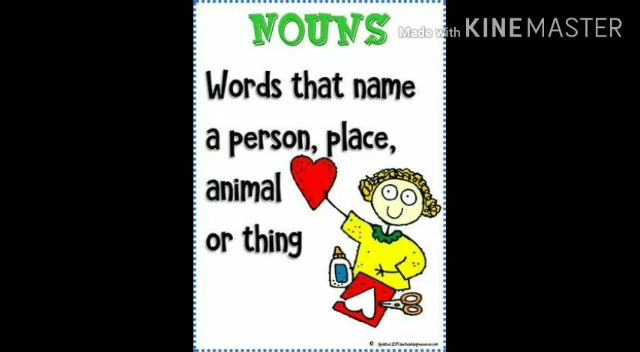 NOUNS
Made with KINEMASTER
Words that name
a person, place,
animal
or thing